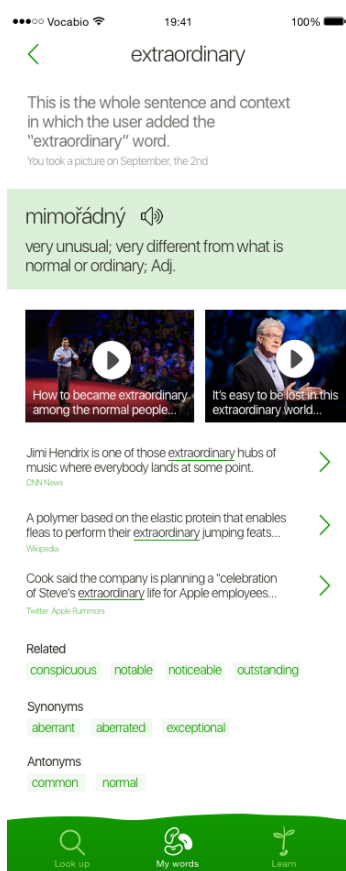 Vocabio 19:41 100%
extraordinary
This is the whole sentence and context
in which the user added the
“extraordinary” word.
You took a picture on September, the 2nd
mimořádný
very unusual; very different from what is
normal or ordinary; Adj.
How to became extraordinary
among the normal people...
It's easy to be lost in this
extraordinary world...
Jimi Hendrix is one of those extraordinary hubs of
music where everybody lands at some point.
CNN News
A polymer based on the elastic protein that enables
fleas to perform their extraordinary jumping feats...
Wikipedia
Cook said the company is planning a "celebration
of Steve's extraordinary life for Apple employees...
Twitter: Apple Rummors
Related
conspicuous notable noticeable outstanding
Synonyms
aberrant aberrated exceptional
Antonyms
common normal
Look up My words Learn